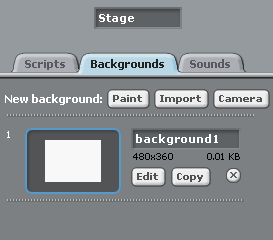 Stage
Scripts Backgrounds Sounds
New background: Paint Import Camera
1 background1
480x360 0.01 KB
Edit Copy